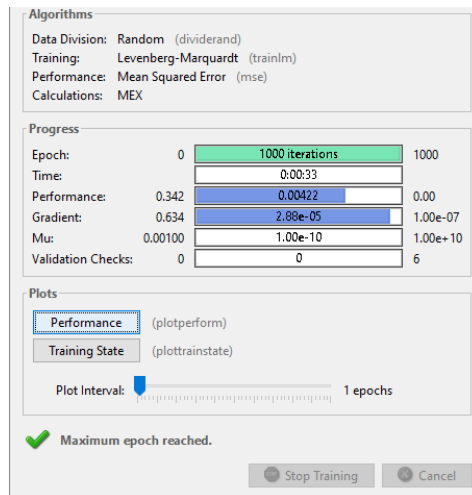 Algorithms
Data Division: Random (dividerand)
Training: Levenberg-Marquardt (trainlm)
Performance: Mean Squared Error (mse)
Calculations: MEX
Progress
Epoch: 0 1000 iterations 1000
Time: 0:00:33
Performance: 0.342 0.00422 0.00
Gradient: 0.634 2.88e-05 1.00e-07
Mu: 0.00100 1.00e-10 1.00e+10
Validation Checks: 0 0 6
Plots
Performance (plotperform)
Training State (plottrainstate)
Plot Interval: 1 epochs
Maximum epoch reached.
Stop Training Cancel